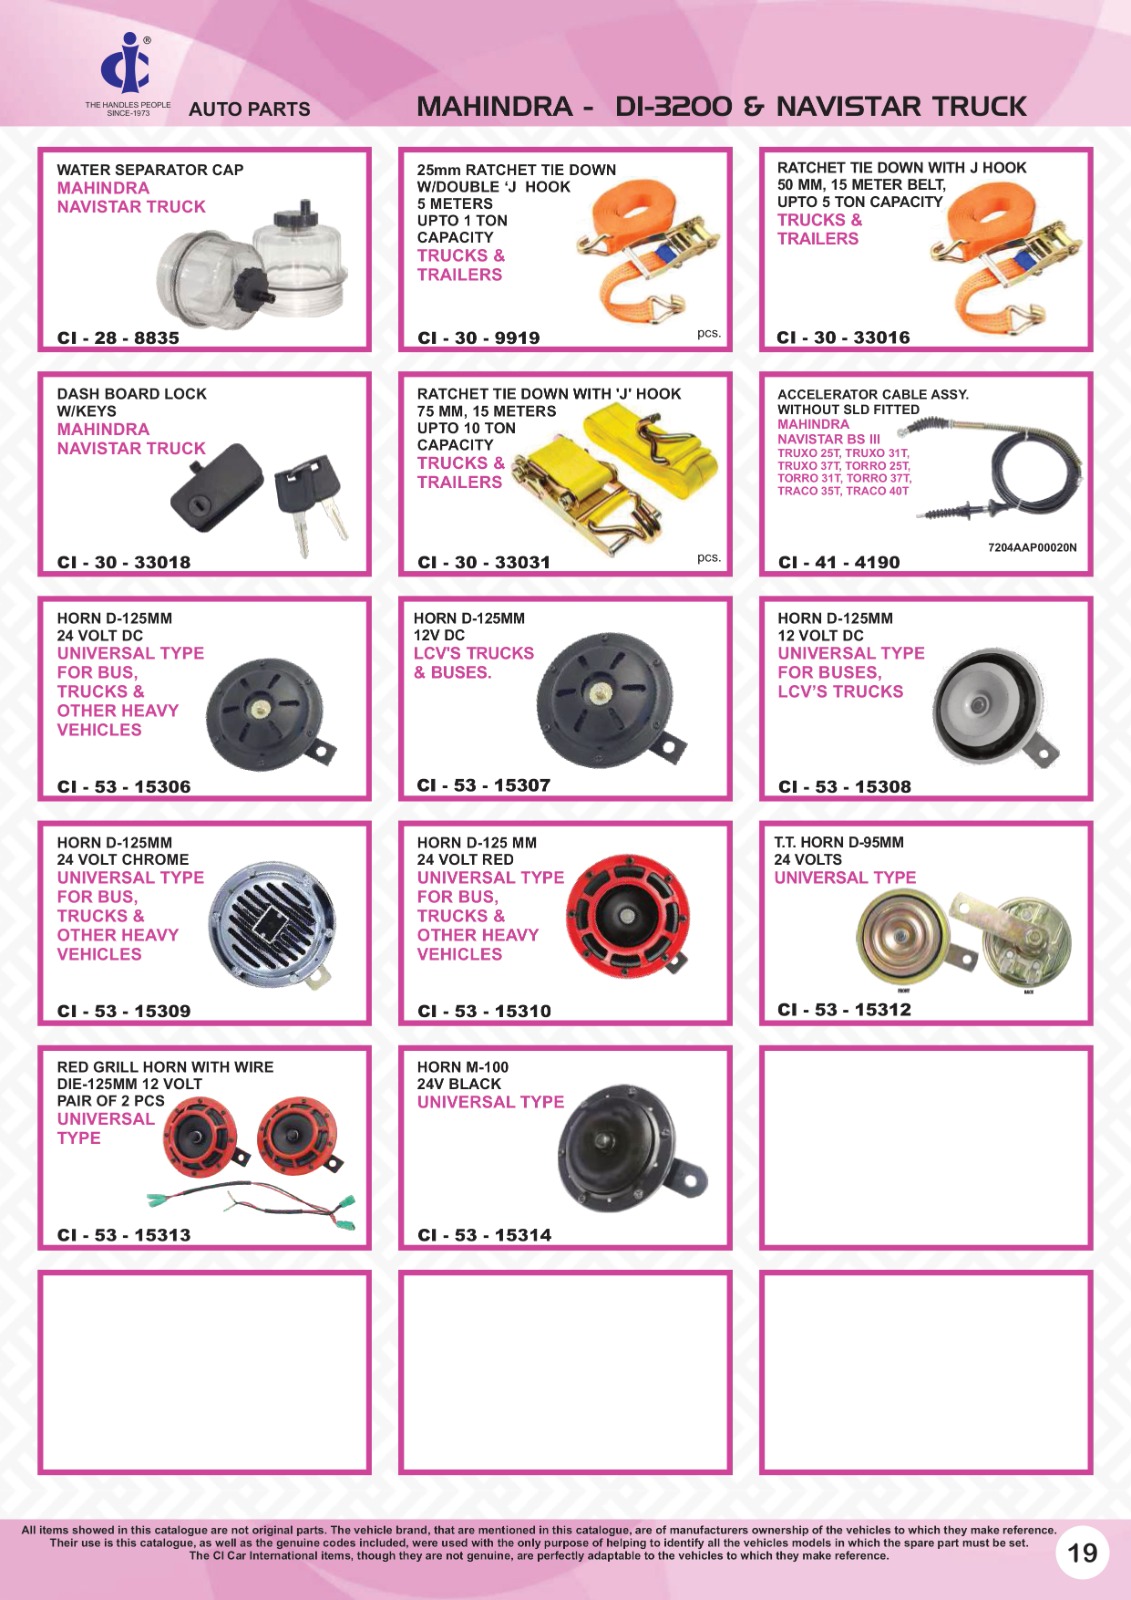 ®
THE HANDLES PEOPLE
SINCE-1973
AUTO PARTS
MAHINDRA - DI-3200 & NAVISTAR TRUCK
WATER SEPARATOR CAP
MAHINDRA
NAVISTAR TRUCK
CI - 28 - 8835
25mm RATCHET TIE DOWN
W/DOUBLE ‘J HOOK
5 METERS
UPTO 1 TON
CAPACITY
TRUCKS &
TRAILERS
CI - 30 - 9919
pcs.
RATCHET TIE DOWN WITH J HOOK
50 MM, 15 METER BELT,
UPTO 5 TON CAPACITY
TRUCKS &
TRAILERS
CI - 30 - 33016
DASH BOARD LOCK
W/KEYS
MAHINDRA
NAVISTAR TRUCK
CI - 30 - 33018
RATCHET TIE DOWN WITH 'J' HOOK
75 MM, 15 METERS
UPTO 10 TON
CAPACITY
TRUCKS &
TRAILERS
CI - 30 - 33031
pcs.
ACCELERATOR CABLE ASSY.
WITHOUT SLD FITTED
MAHINDRA
NAVISTAR BS III
TRUXO 25T, TRUXO 31T,
TRUXO 37T, TORRO 25T,
TORRO 31T, TORRO 37T,
TRACO 35T, TRACO 40T
7204AAP00020N
CI - 41 - 4190
HORN D-125MM
24 VOLT DC
UNIVERSAL TYPE
FOR BUS,
TRUCKS &
OTHER HEAVY
VEHICLES
CI - 53 - 15306
HORN D-125MM
12V DC
LCV'S TRUCKS
& BUSES.
CI - 53 - 15307
HORN D-125MM
12 VOLT DC
UNIVERSAL TYPE
FOR BUSES,
LCV’S TRUCKS
CI - 53 - 15308
HORN D-125MM
24 VOLT CHROME
UNIVERSAL TYPE
FOR BUS,
TRUCKS &
OTHER HEAVY
VEHICLES
CI - 53 - 15309
HORN D-125 MM
24 VOLT RED
UNIVERSAL TYPE
FOR BUS,
TRUCKS &
OTHER HEAVY
VEHICLES
CI - 53 - 15310
T.T. HORN D-95MM
24 VOLTS
UNIVERSAL TYPE
FRONT
BACK
CI - 53 - 15312
RED GRILL HORN WITH WIRE
DIE-125MM 12 VOLT
PAIR OF 2 PCS
UNIVERSAL
TYPE
CI - 53 - 15313
HORN M-100
24V BLACK
UNIVERSAL TYPE
CI - 53 - 15314
All items showed in this catalogue are not original parts. The vehicle brand, that are mentioned in this catalogue, are of manufacturers ownership of the vehicles to which they make reference.
Their use is this catalogue, as well as the genuine codes included, were used with the only purpose of helping to identify all the vehicles models in which the spare part must be set.
The CI Car International items, though they are not genuine, are perfectly adaptable to the vehicles to which they make reference.
19